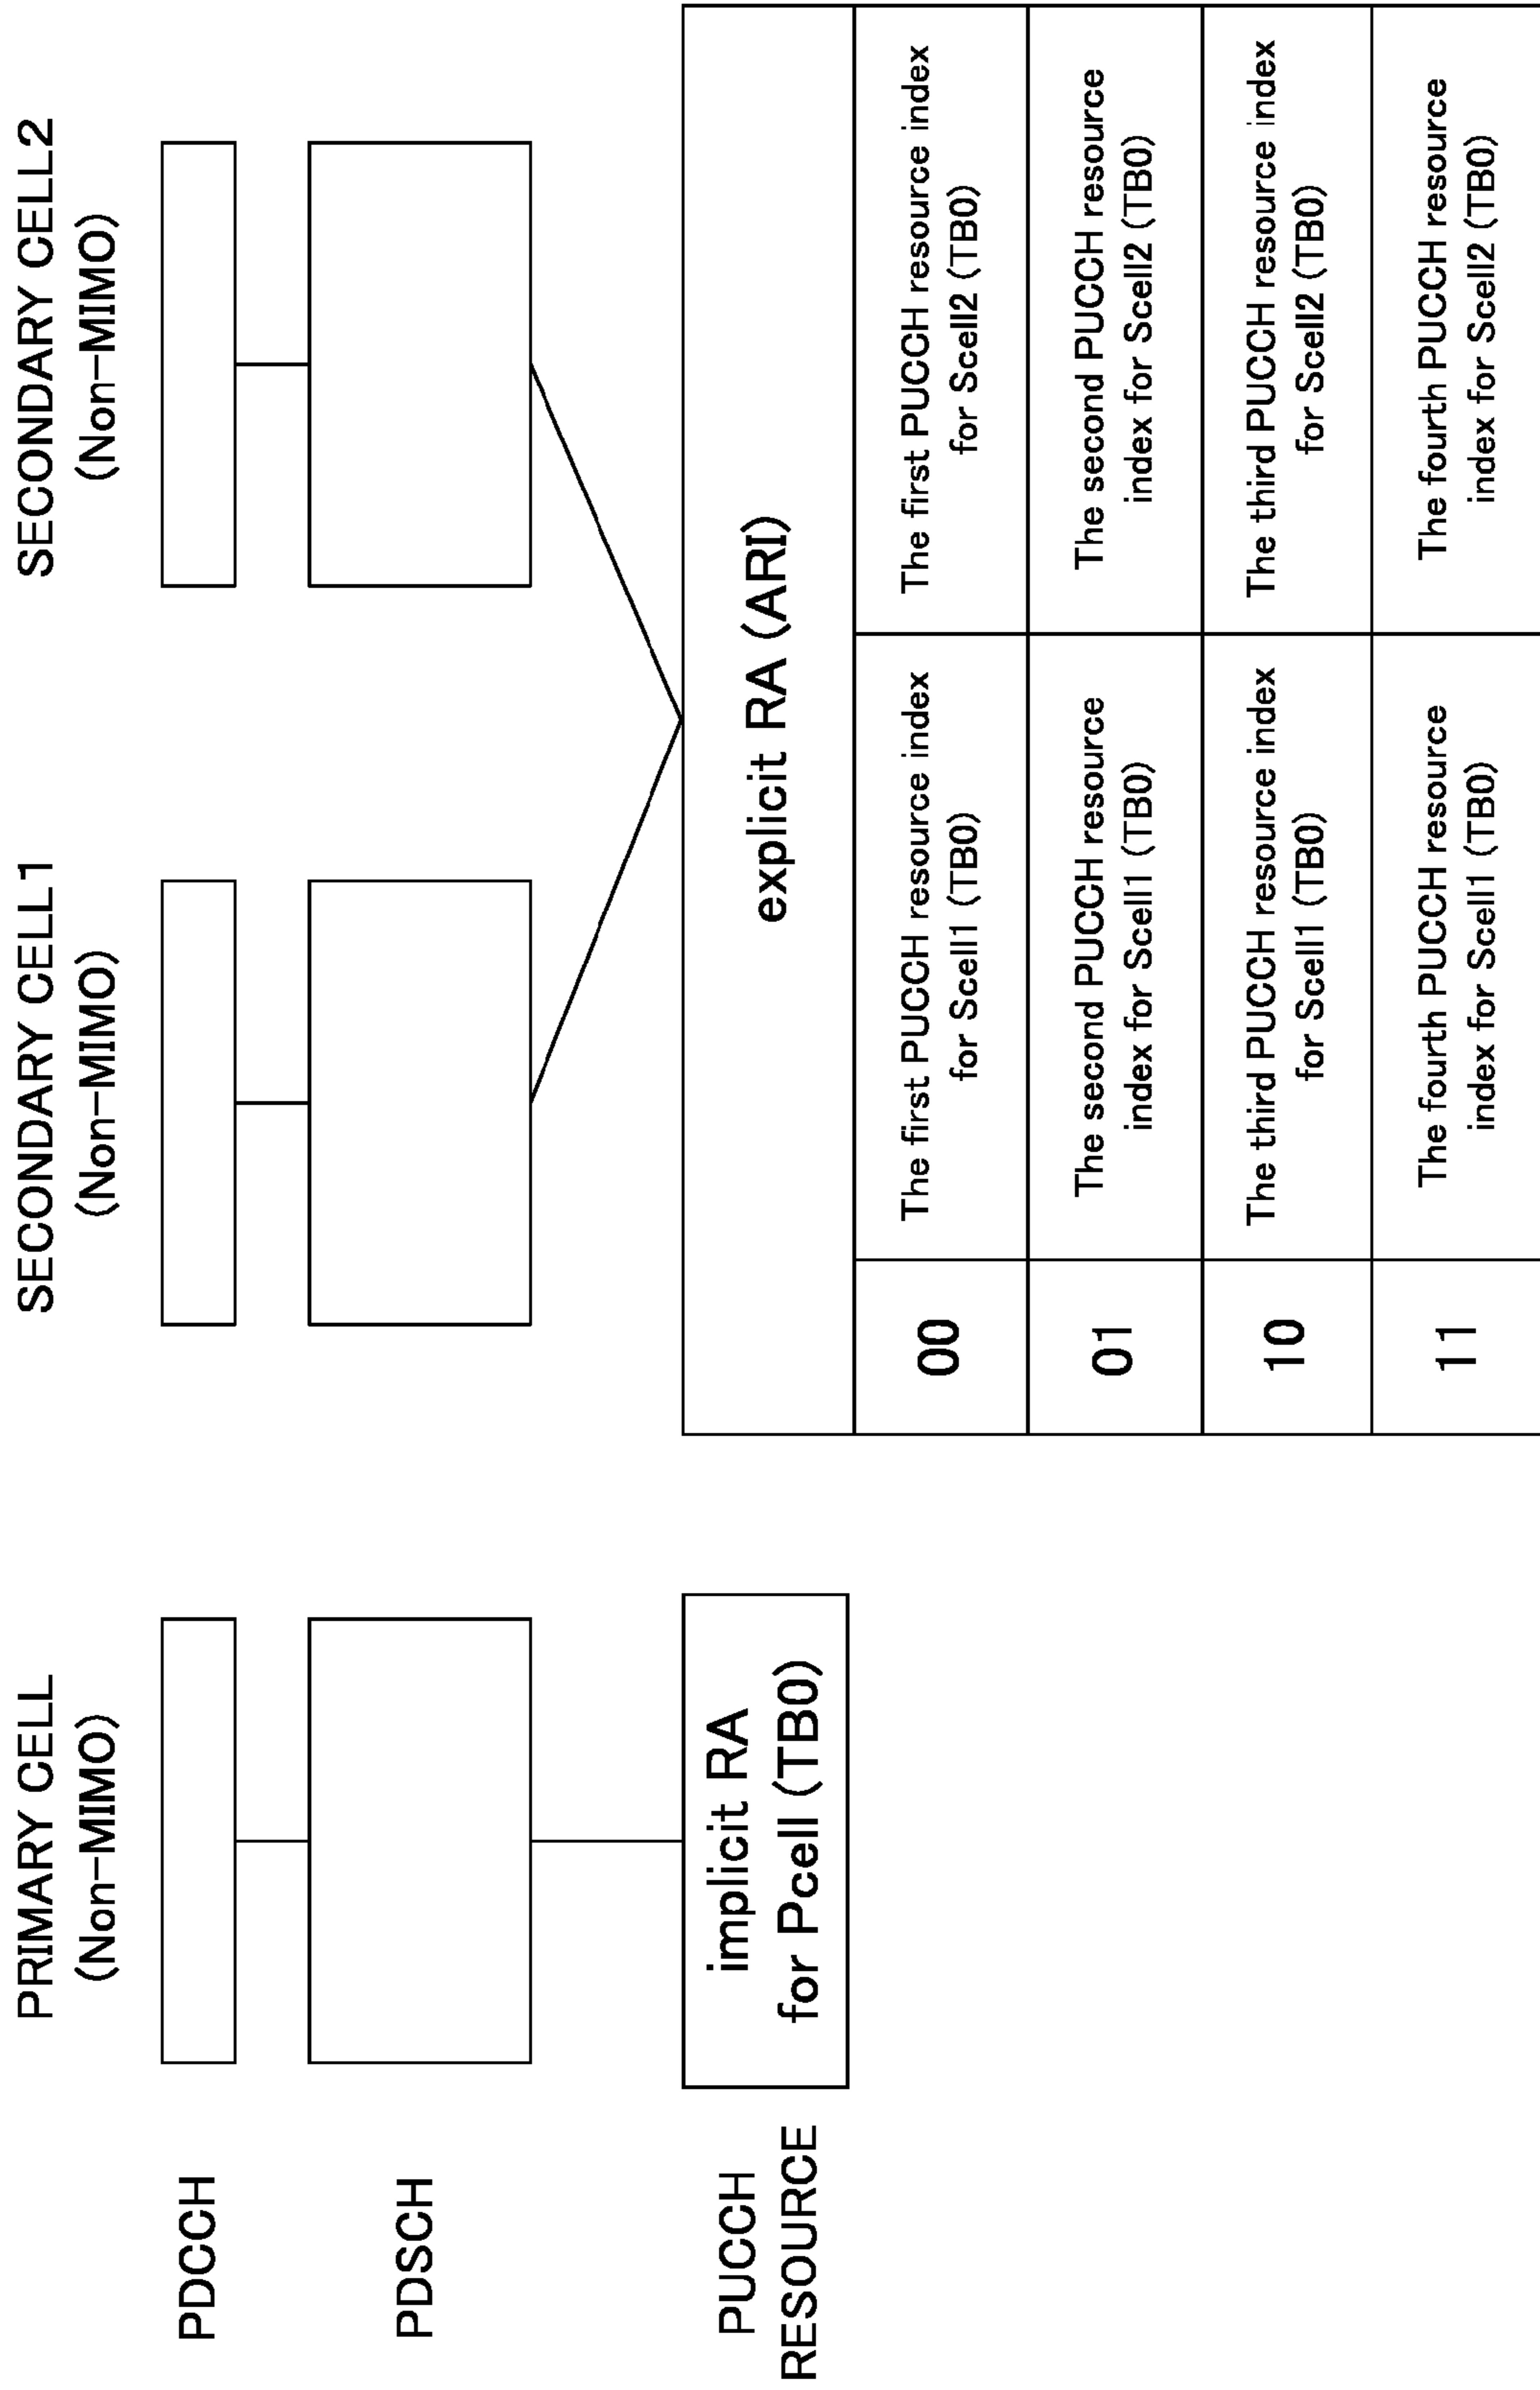 PRIMARY CELL
(Non-MIMO)
SECONDARY CELL1
(Non-MIMO)
SECONDARY CELL2
(Non-MIMO)
PDCCH
PDSCH
PUCCH
RESOURCE
implicit RA
for Pcell (TB0)
explicit RA (ARI)
00
The first PUCCH resource index
for Scell1 (TB0)
The first PUCCH resource index
for Scell2 (TB0)
01
The second PUCCH resource
index for Scell1 (TB0)
The second PUCCH resource
index for Scell2 (TB0)
10
The third PUCCH resource index
for Scell1 (TB0)
The third PUCCH resource index
for Scell2 (TB0)
11
The fourth PUCCH resource
index for Scell1 (TB0)
The fourth PUCCH resource
index for Scell2 (TB0)